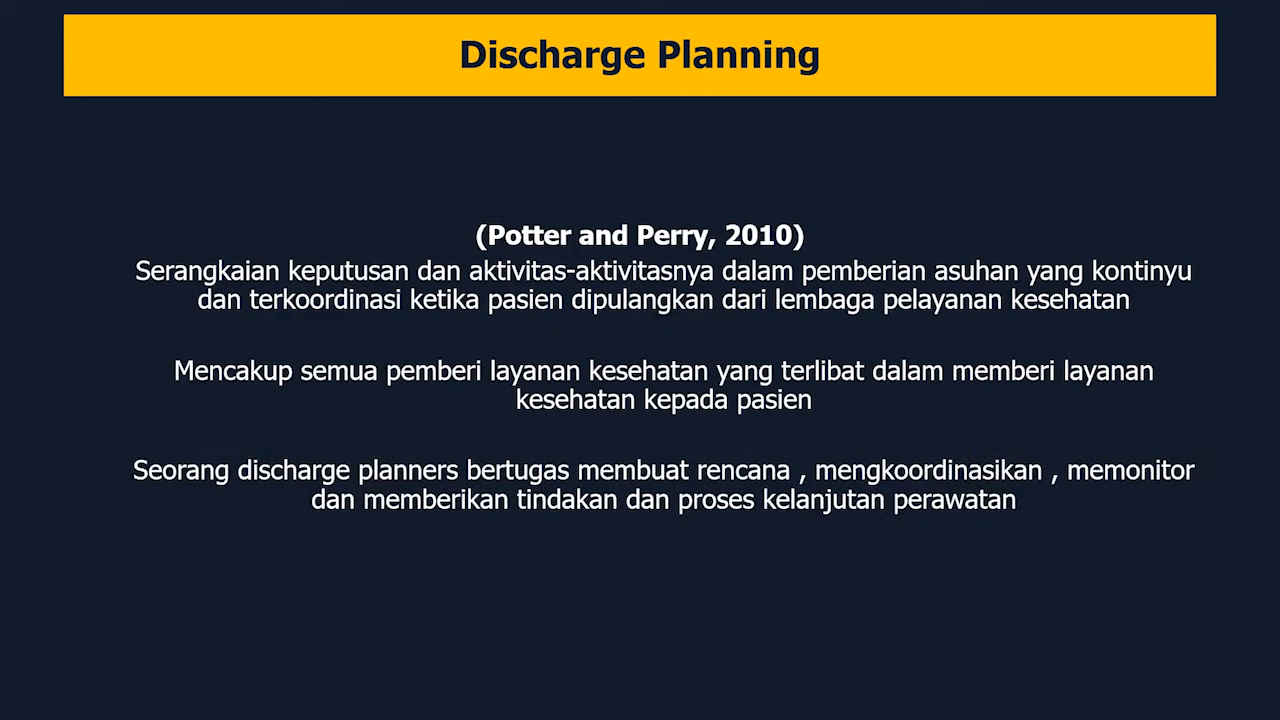 Discharge Planning
(Potter and Perry, 2010)
Serangkaian keputusan dan aktivitas-aktivitasnya dalam pemberian asuhan yang kontinyu
dan terkoordinasi ketika pasien dipulangkan dari lembaga pelayanan kesehatan
Mencakup semua pemberi layanan kesehatan yang terlibat dalam memberi layanan
kesehatan kepada pasien
Seorang discharge planners bertugas membuat rencana , mengkoordinasikan , memonitor
dan memberikan tindakan dan proses kelanjutan perawatan